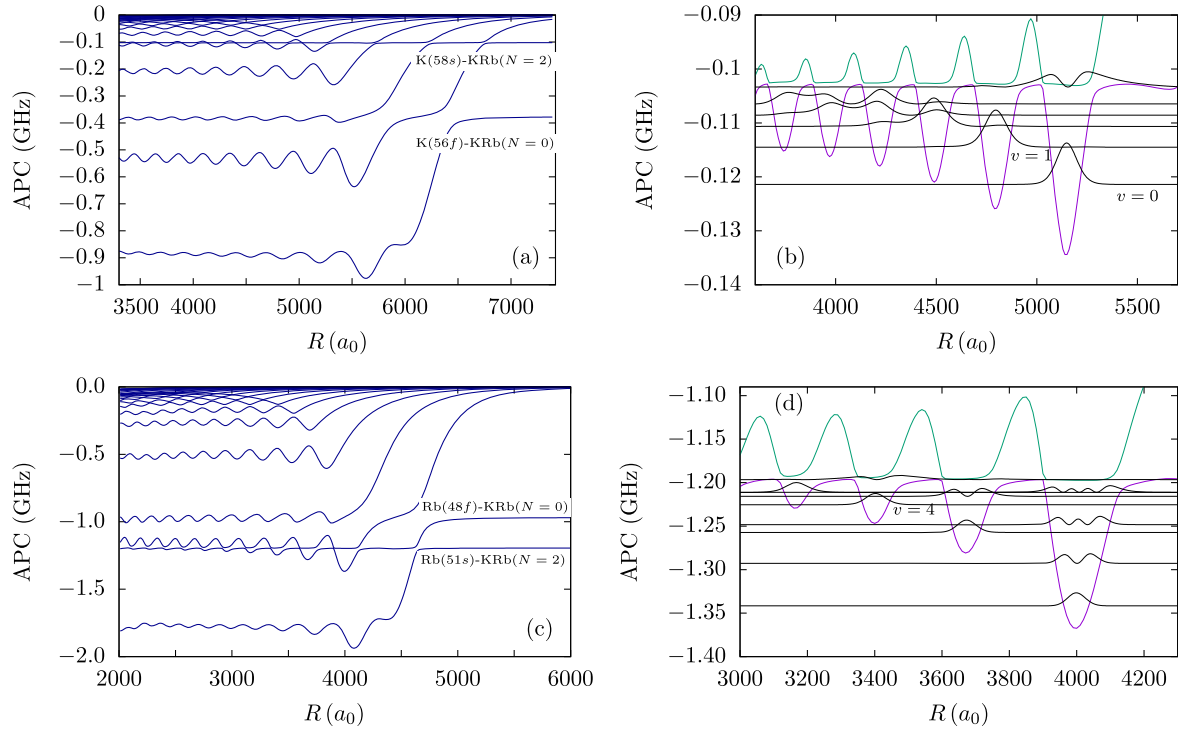 0
−0.1
−0.2
−0.3
−0.4
−0.5
−0.6
−0.7
−0.8
−0.9
−1
APC (GHz)
K(58s)-KRb(N = 2)
K(56f)-KRb(N = 0)
(a)
3500 4000 5000 6000 7000
R (a₀)
−0.09
−0.1
−0.11
−0.12
−0.13
−0.14
APC (GHz)
v = 1
v = 0
(b)
4000 4500 5000 5500
R (a₀)
0.0
−0.5
−1.0
−1.5
−2.0
APC (GHz)
Rb(48f)-KRb(N = 0)
Rb(51s)-KRb(N = 2)
(c)
2000 3000 4000 5000 6000
R (a₀)
−1.10
−1.15
−1.20
−1.25
−1.30
−1.35
−1.40
APC (GHz)
(d)
v = 4
3000 3200 3400 3600 3800 4000 4200
R (a₀)